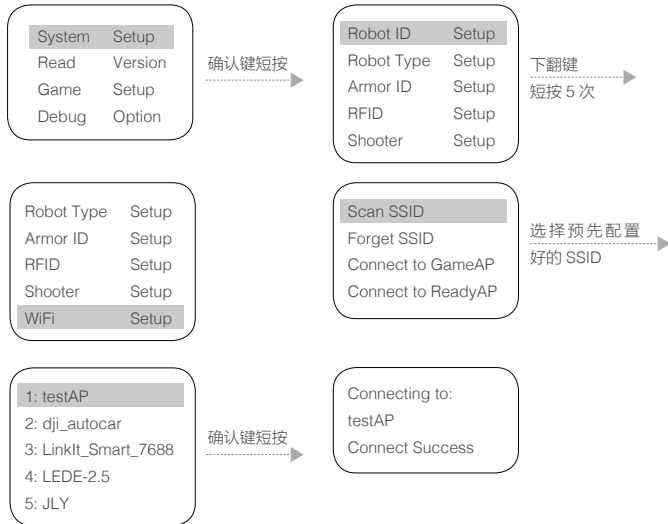 System Setup
Read Version
Game Setup
Debug Option
确认键短按
Robot ID Setup
Robot Type Setup
Armor ID Setup
RFID Setup
Shooter Setup
下翻键
短按 5 次
Robot Type Setup
Armor ID Setup
RFID Setup
Shooter Setup
WiFi Setup
Scan SSID
Forget SSID
Connect to GameAP
Connect to ReadyAP
选择预先配置
好的 SSID
1: testAP
2: dji_autocar
3: LinkIt_Smart_7688
4: LEDE-2.5
5: JLY
确认键短按
Connecting to:
testAP
Connect Success